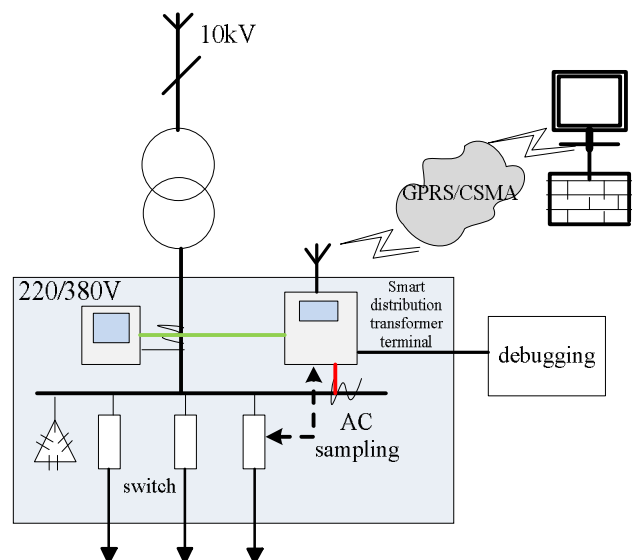 10kV
GPRS/CSMA
220/380V
Smart
distribution
transformer
terminal
debugging
AC
sampling
switch